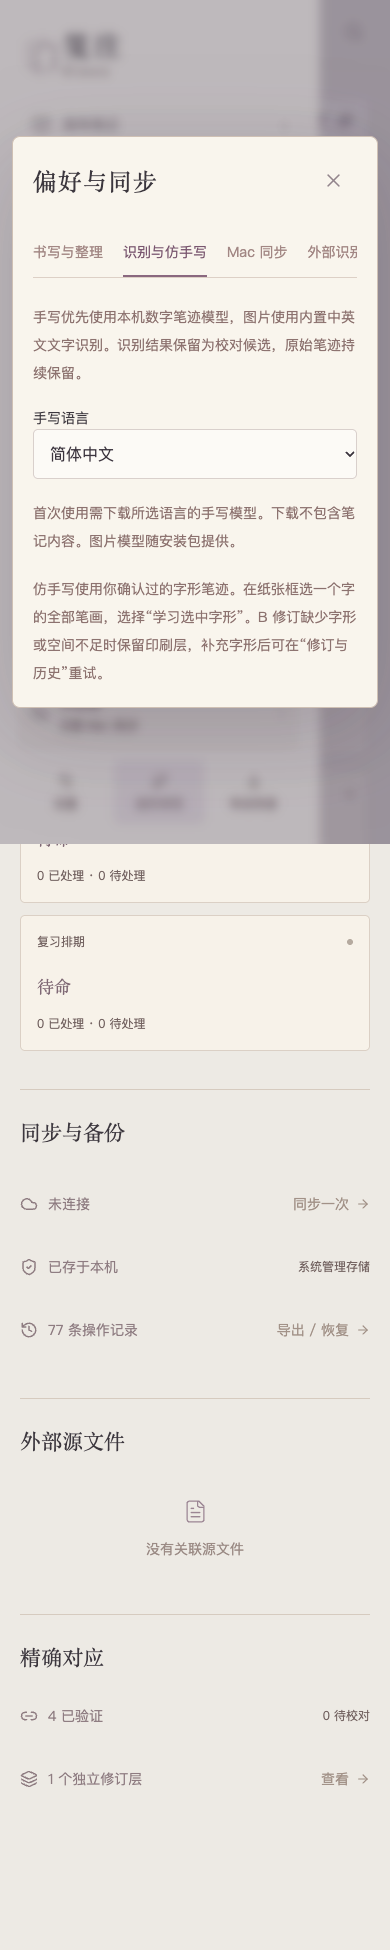 偏好与同步
书写与整理 识别与仿手写 Mac 同步 外部识别
手写优先使用本机数字笔迹模型，图片使用内置中英
文文字识别。识别结果保留为校对候选，原始笔迹持
续保留。
手写语言
简体中文
首次使用需下载所选语言的手写模型。下载不包含笔
记内容。图片模型随安装包提供。
仿手写使用你确认过的字形笔迹。在纸张框选一个字
的全部笔画，选择“学习选中字形”。B 修订缺少字形
或空间不足时保留印刷层，补充字形后可在“修订与
历史”重试。
0 已处理 · 0 待处理
复习排期
待命
0 已处理 · 0 待处理
同步与备份
未连接 同步一次
已存于本机 系统管理存储
77 条操作记录 导出 / 恢复
外部源文件
没有关联源文件
精确对应
4 已验证 0 待校对
1 个独立修订层 查看